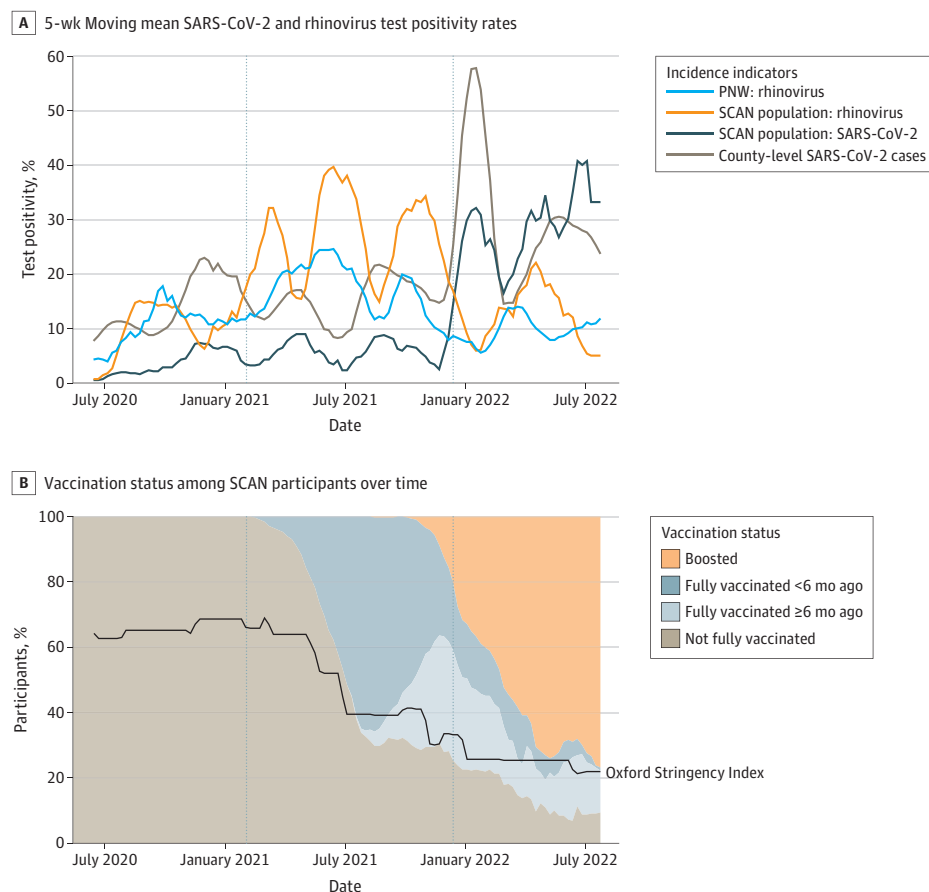 A 5-wk Moving mean SARS-CoV-2 and rhinovirus test positivity rates
60
50
40
30
20
10
0
Test positivity, %
July 2020
January 2021
July 2021
January 2022
July 2022
Date
Incidence indicators
PNW: rhinovirus
SCAN population: rhinovirus
SCAN population: SARS-CoV-2
County-level SARS-CoV-2 cases
B Vaccination status among SCAN participants over time
100
80
60
40
20
0
Participants, %
July 2020
January 2021
July 2021
January 2022
July 2022
Date
Oxford Stringency Index
Vaccination status
Boosted
Fully vaccinated <6 mo ago
Fully vaccinated ≥6 mo ago
Not fully vaccinated